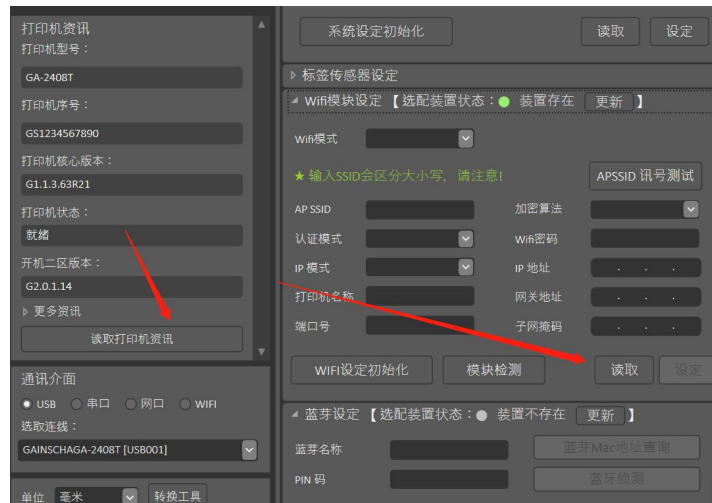 打印机资讯
打印机型号：
GA-2408T
打印机序号：
GS1234567890
打印机核心版本：
G1.1.3.63R21
打印机状态：
就绪
开机二区版本：
G2.0.1.14
▷ 更多资讯
读取打印机资讯
通讯介面
USB 串口 网口 WIFI
选取连线：
GAINSCHAGA-2408T [USB001]
单位 毫米 转换工具
系统设定初始化 读取 设定
▷ 标签传感器设定
Wifi模块设定 【选配装置状态：● 装置存在 更新 】
Wifi模式
★ 输入SSID会区分大小写，请注意! APSSID 讯号测试
AP SSID 加密算法
认证模式 Wifi密码
IP 模式 IP 地址 . . .
打印机名称 网关地址 . . .
端口号 子网掩码 . . .
WIFI设定初始化 模块检测 读取 设定
蓝芽设定 【选配装置状态：● 装置不存在 更新 】
蓝芽名称 蓝芽Mac地址查询
PIN 码 蓝牙侦测